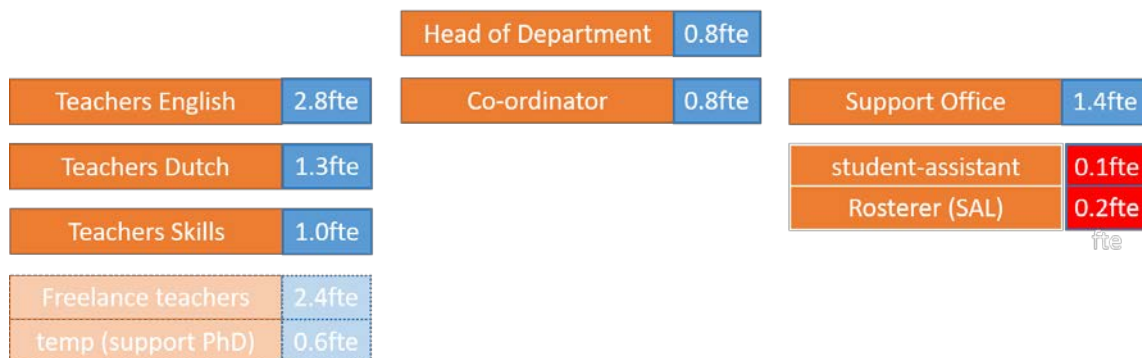 Head of Department 0.8fte
Teachers English 2.8fte
Co-ordinator 0.8fte
Support Office 1.4fte
Teachers Dutch 1.3fte
student-assistant 0.1fte
Rosterer (SAL) 0.2fte
fte
Teachers Skills 1.0fte
Freelance teachers 2.4fte
temp (support PhD) 0.6fte